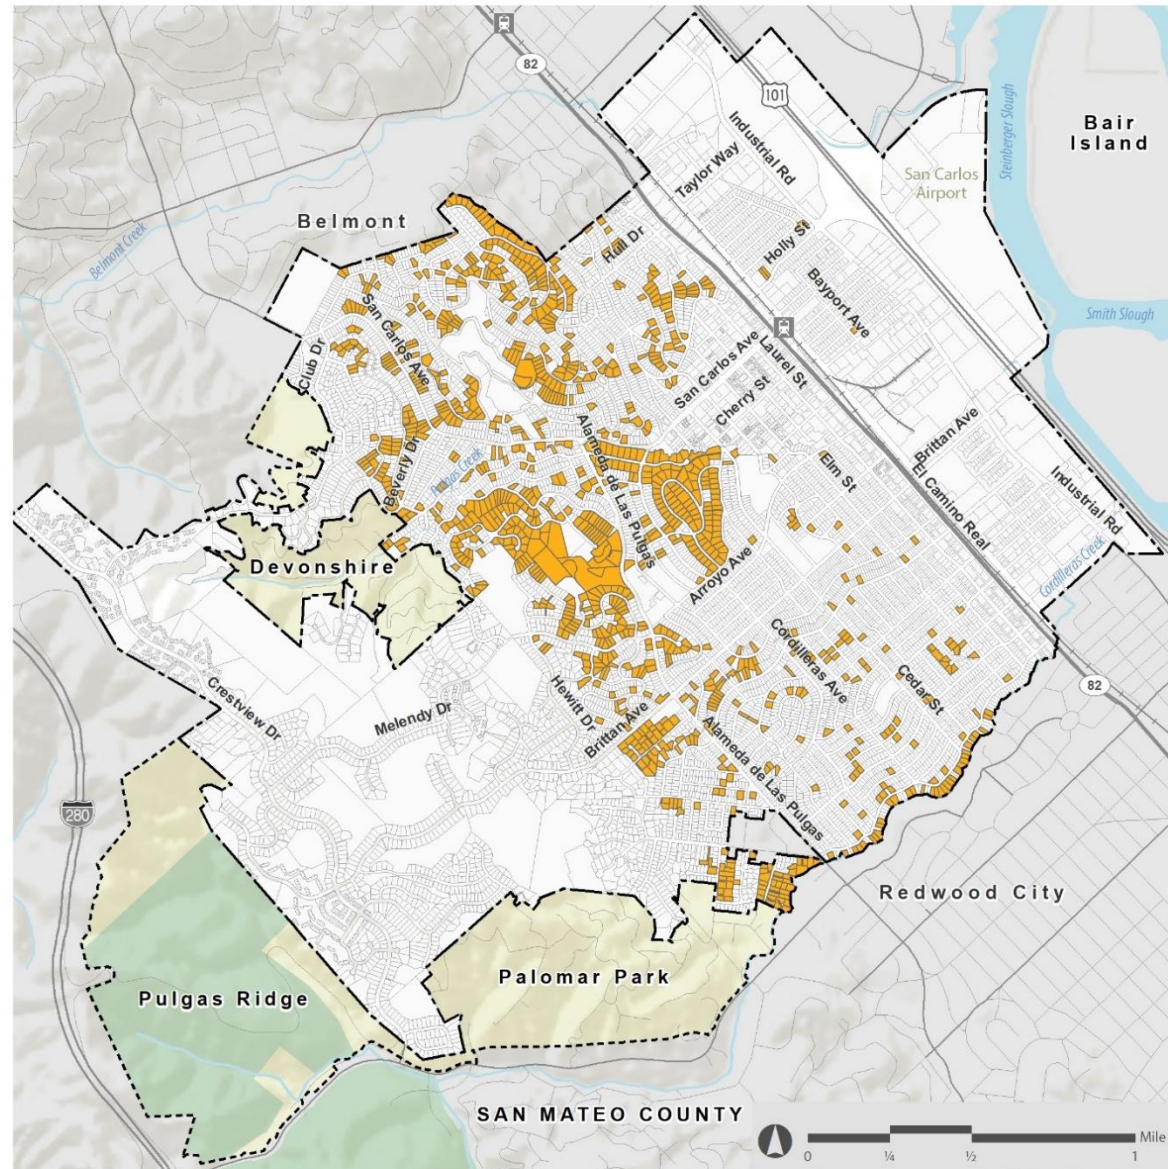 82
101
Bair
Island
Steinberger Slough
Industrial Rd
Taylor Way
San Carlos
Airport
Belmont
Belmont Creek
Hull Dr
Holly St
Bayport Ave
Smith Slough
San Carlos Ave
Club Dr
Laurel St
San Carlos Ave
Cherry St
Alameda de Las Pulgas
Brittan Ave
Beverly Dr
Pulgas Creek
Elm St
El Camino Real
Industrial Rd
Devonshire
Arroyo Ave
Cordilleras Creek
Cordilleras Ave
Cedar St
82
Crestview Dr
Melendy Dr
Hewitt Dr
Brittan Ave
Alameda de Las Pulgas
280
Redwood City
Palomar Park
Pulgas Ridge
SAN MATEO COUNTY
Mile
0 ¼ ½ 1